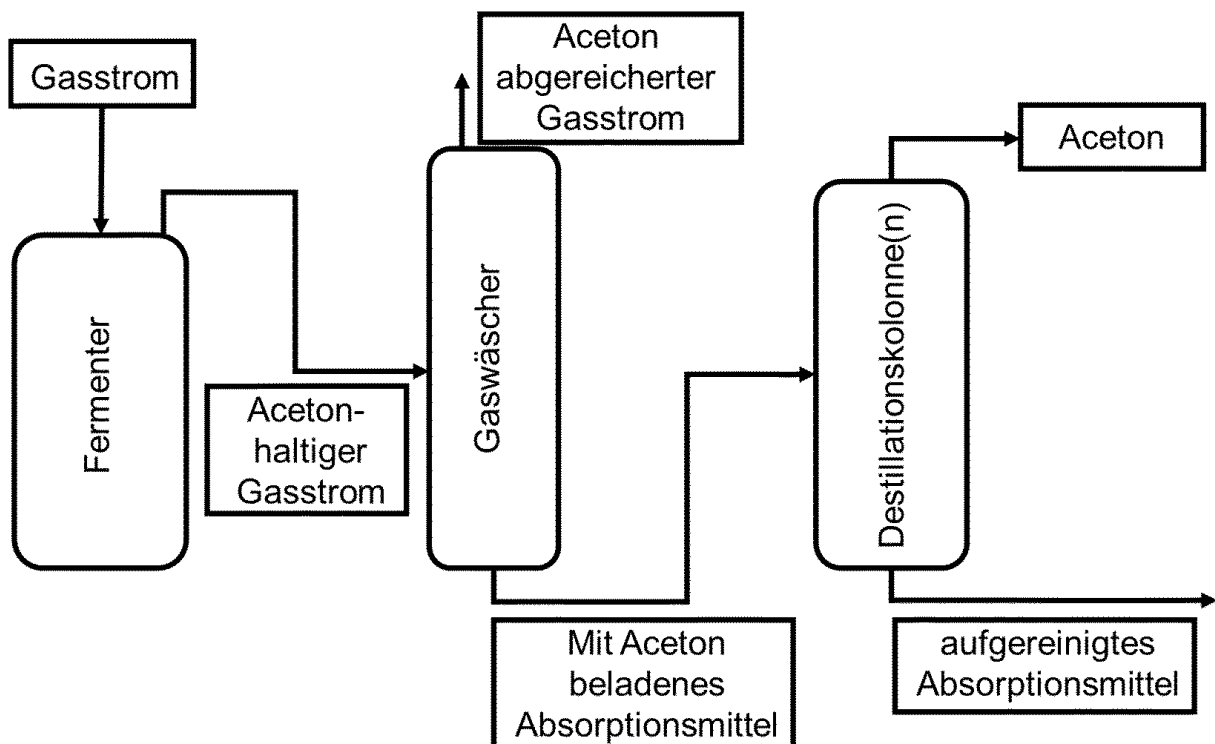 Gasstrom
Aceton
abgereicherter
Gasstrom
Aceton
Fermenter
Aceton-
haltiger
Gasstrom
Gaswäscher
Destillationskolonne(n)
Mit Aceton
beladenes
Absorptionsmittel
aufgereinigtes
Absorptionsmittel